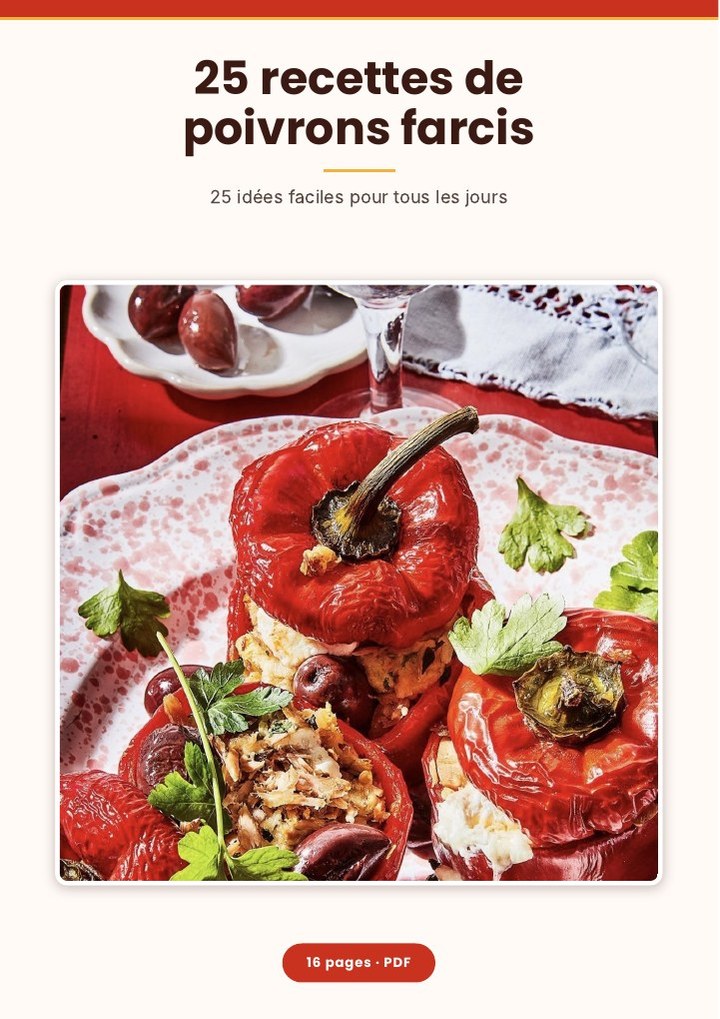 25 recettes de
poivrons farcis
25 idées faciles pour tous les jours
16 pages · PDF